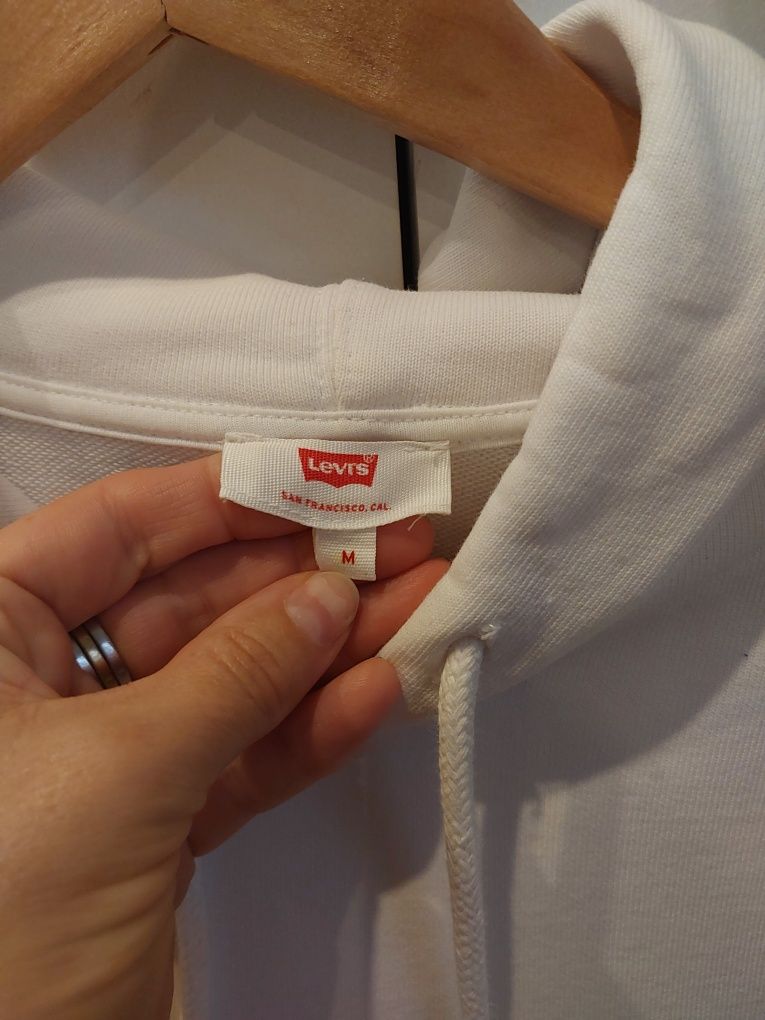 Levi's
SAN FRANCISCO, CAL.
M